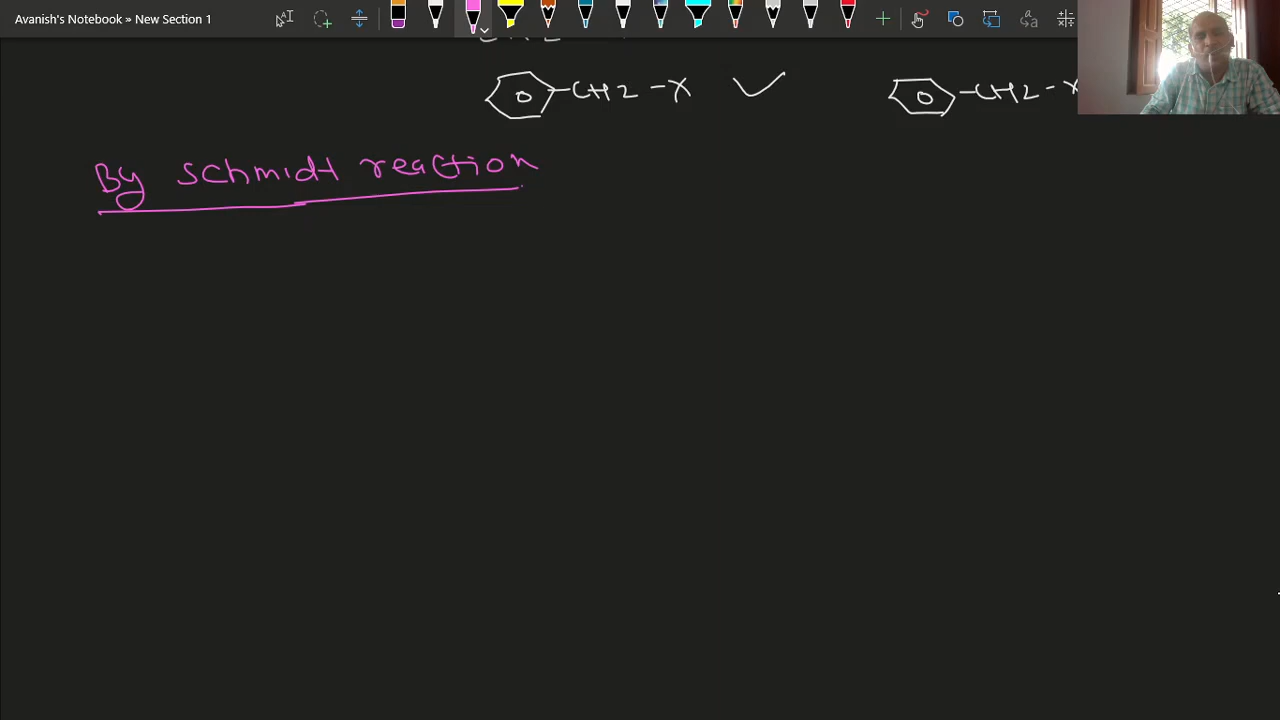 Avanish's Notebook » New Section 1
CH2-X CH2-X
By schmidt reaction